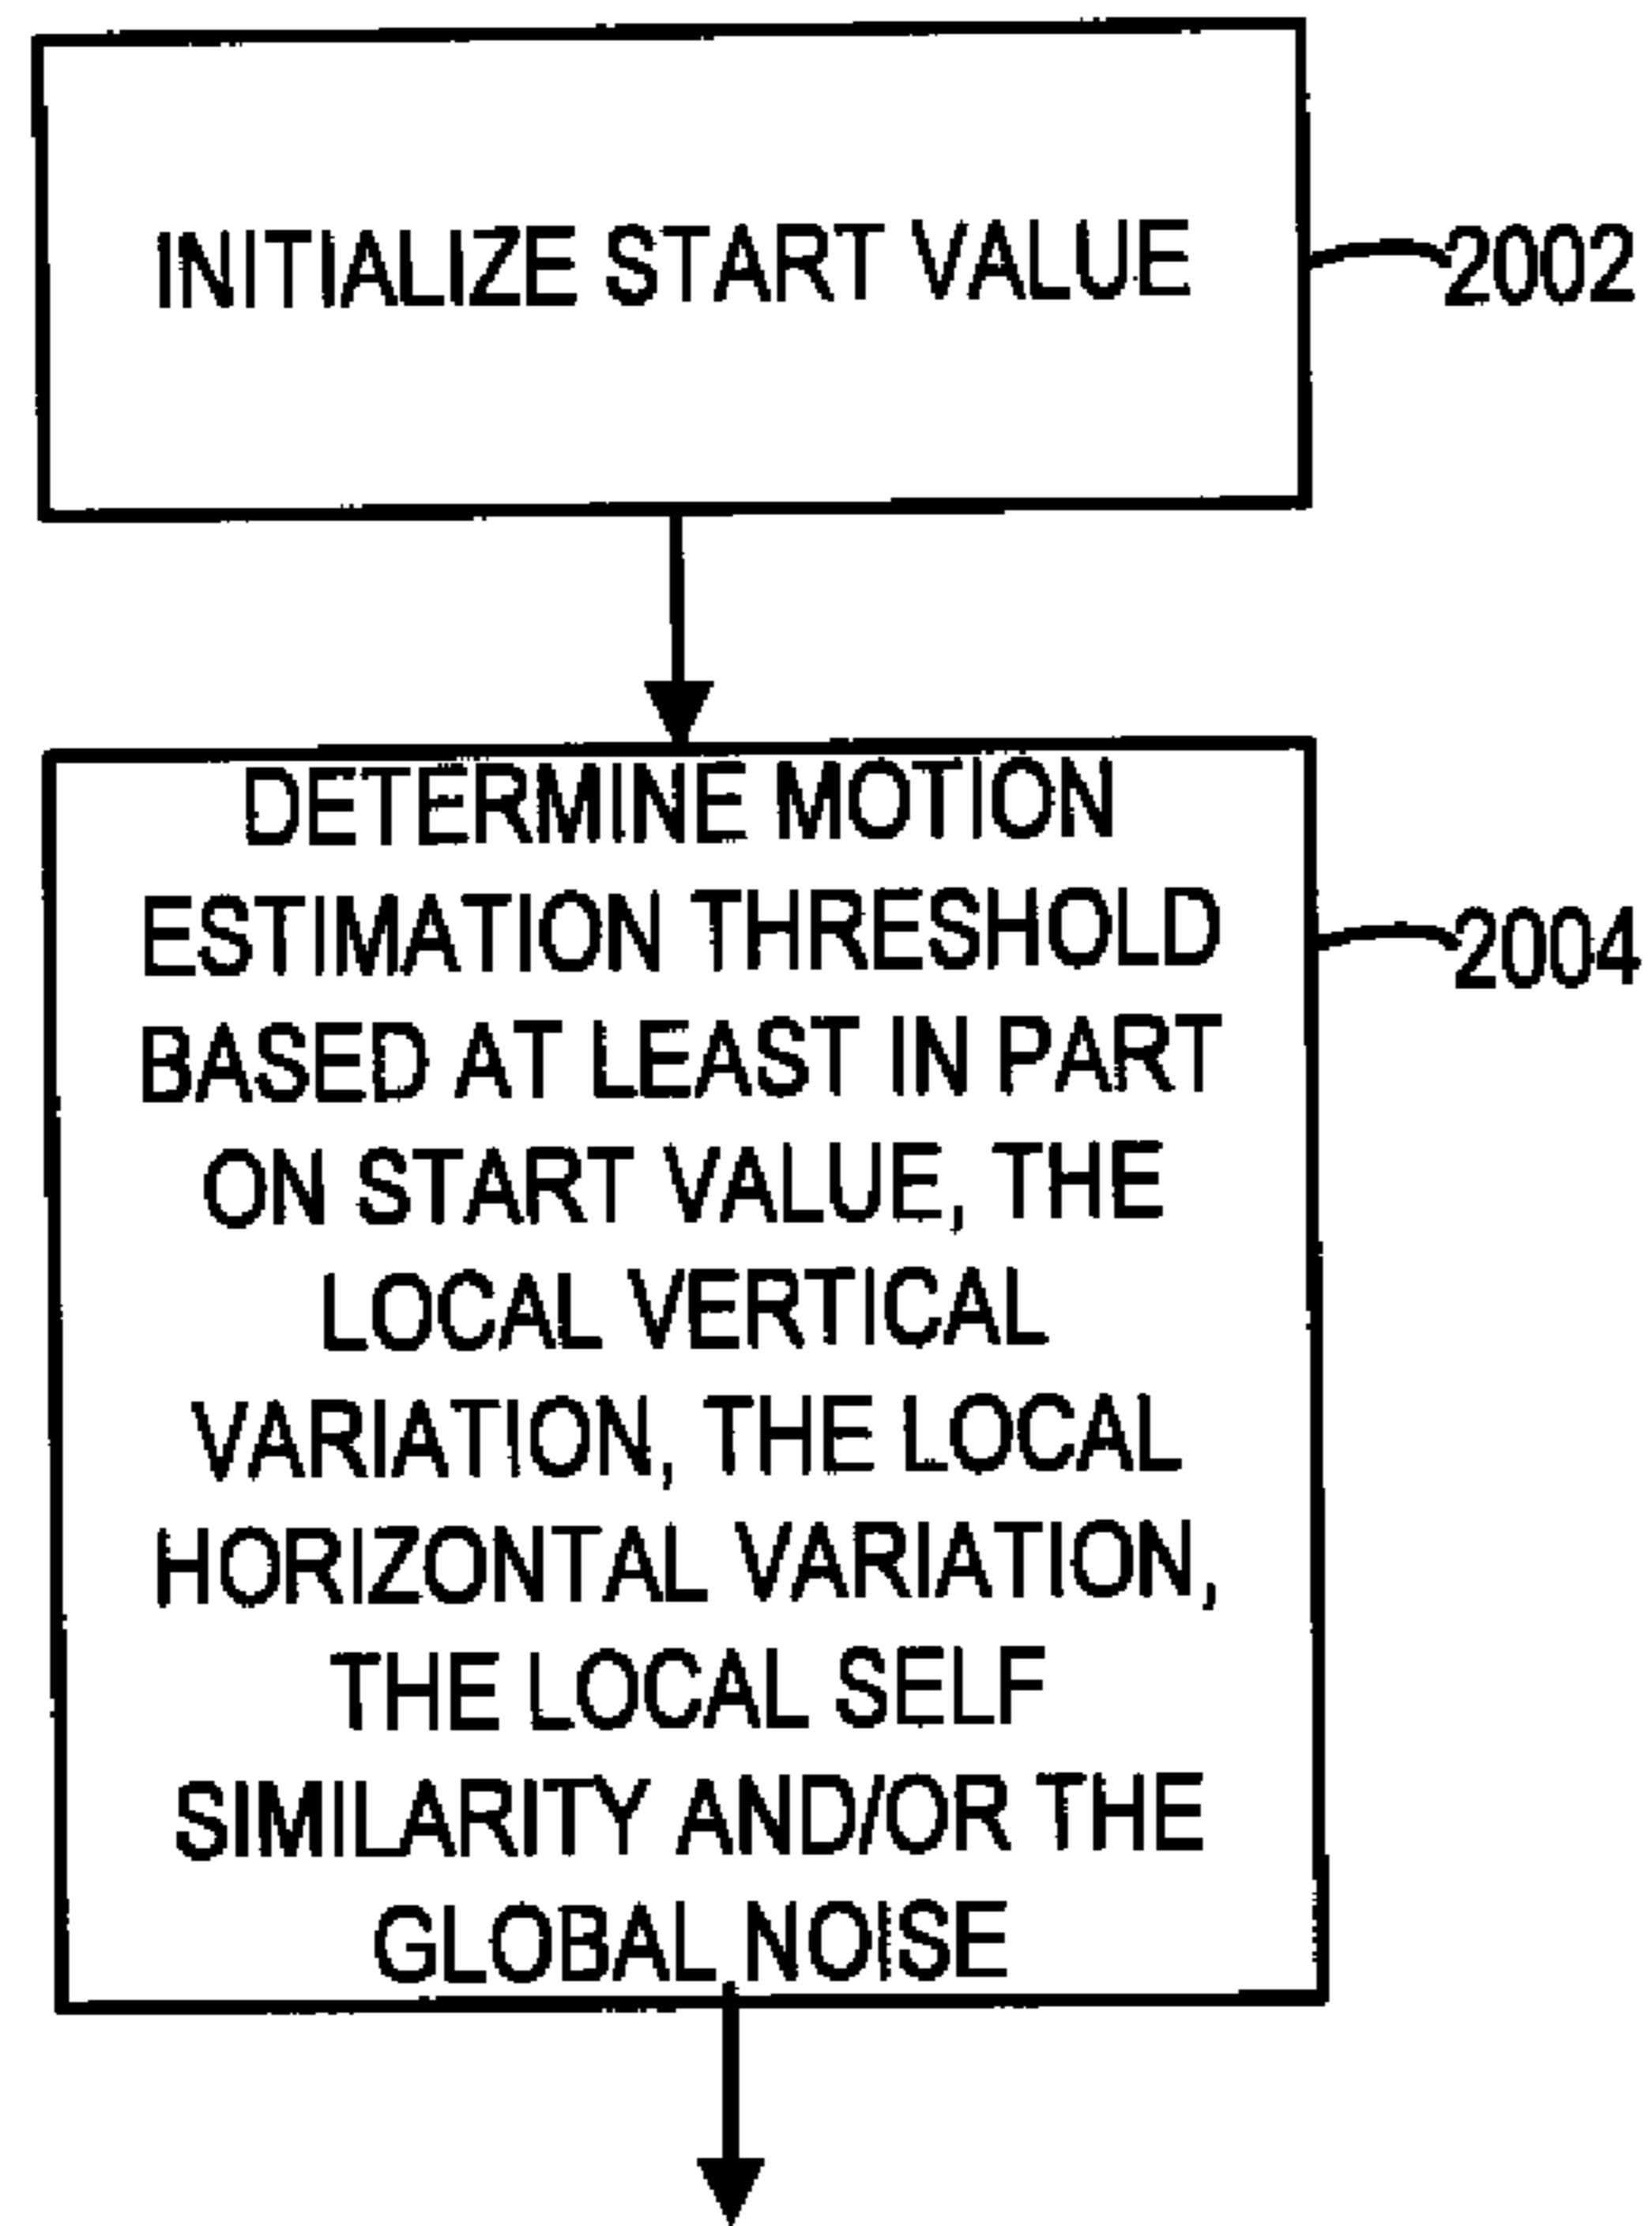 INITIALIZE START VALUE
2002
DETERMINE MOTION
ESTIMATION THRESHOLD
2004
BASED AT LEAST IN PART
ON START VALUE, THE
LOCAL VERTICAL
VARIATION, THE LOCAL
HORIZONTAL VARIATION,
THE LOCAL SELF
SIMILARITY AND/OR THE
GLOBAL NOISE